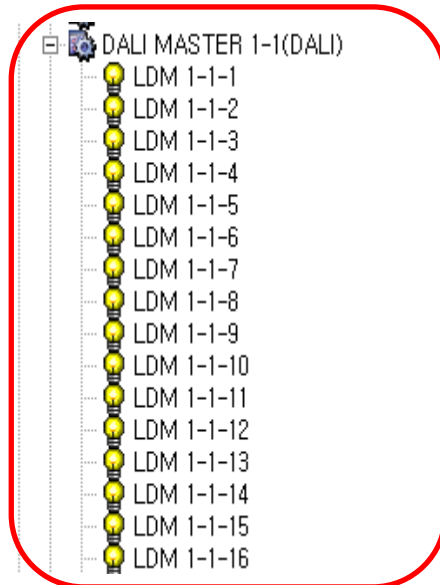 DALI MASTER 1-1(DALI)
LDM 1-1-1
LDM 1-1-2
LDM 1-1-3
LDM 1-1-4
LDM 1-1-5
LDM 1-1-6
LDM 1-1-7
LDM 1-1-8
LDM 1-1-9
LDM 1-1-10
LDM 1-1-11
LDM 1-1-12
LDM 1-1-13
LDM 1-1-14
LDM 1-1-15
LDM 1-1-16